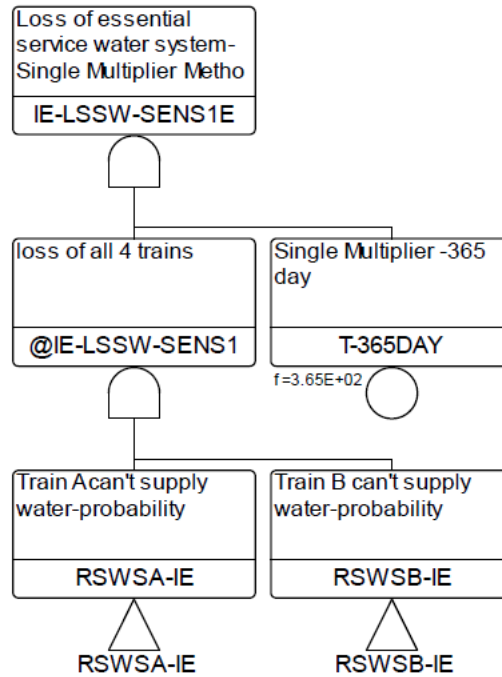 Loss of essential
service water system-
Single Multiplier Metho
IE-LSSW-SENS1E
loss of all 4 trains
@IE-LSSW-SENS1
Single Multiplier -365
day
T-365DAY
f=3.65E+02
Train Acan't supply
water-probability
RSWSA-IE
RSWSA-IE
Train B can't supply
water-probability
RSWSB-IE
RSWSB-IE